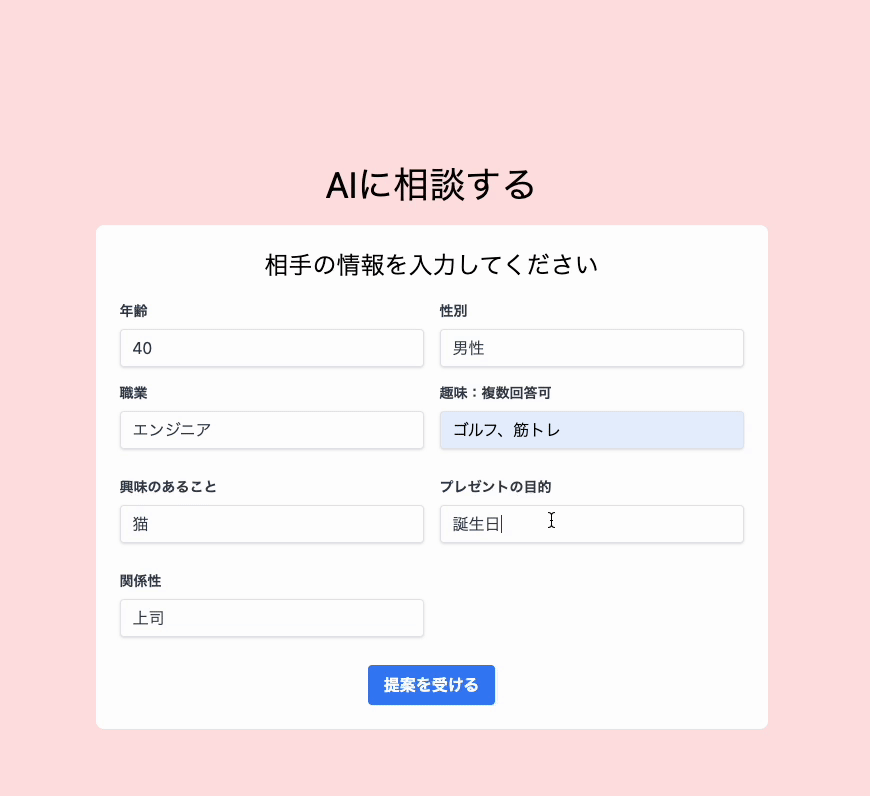 AIに相談する
相手の情報を入力してください
年齢
性別
40
男性
職業
趣味：複数回答可
エンジニア
ゴルフ、筋トレ
興味のあること
プレゼントの目的
猫
誕生日
関係性
上司
提案を受ける